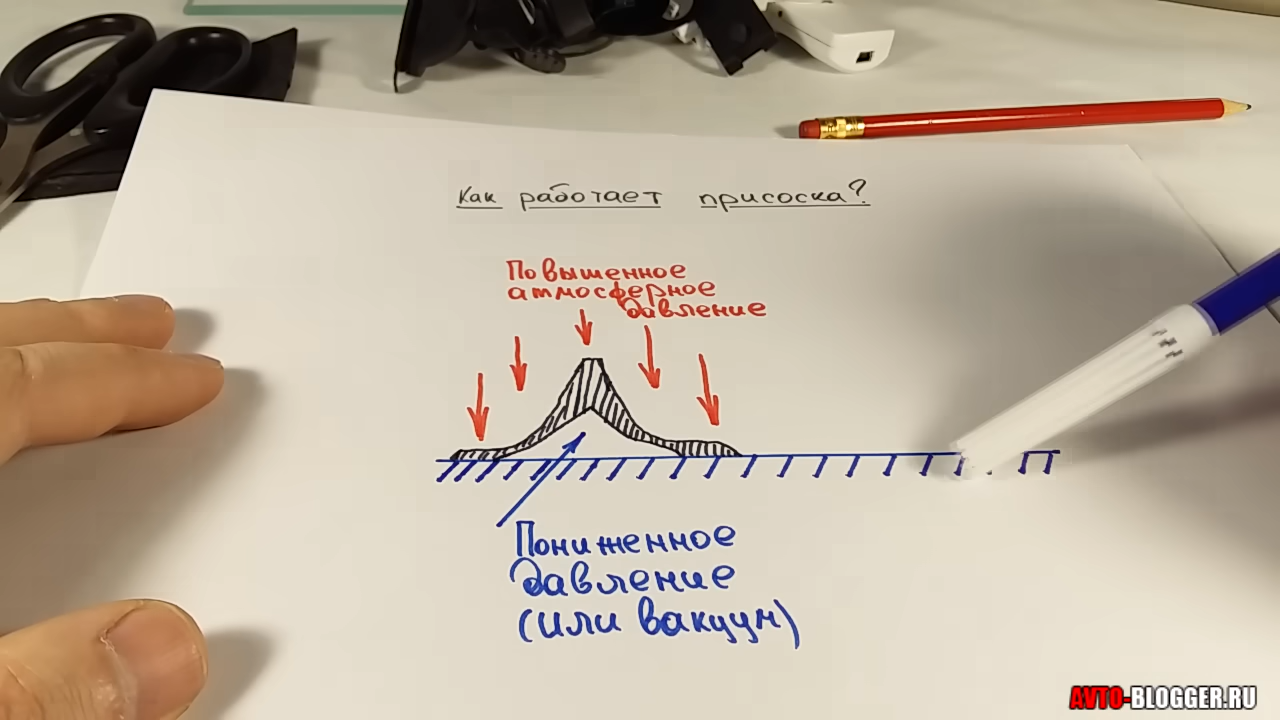 Как работает присоска?
Повышенное
атмосферное
давление
Пониженное
давление
(или вакуум)
AVTO-BLOGGER.RU